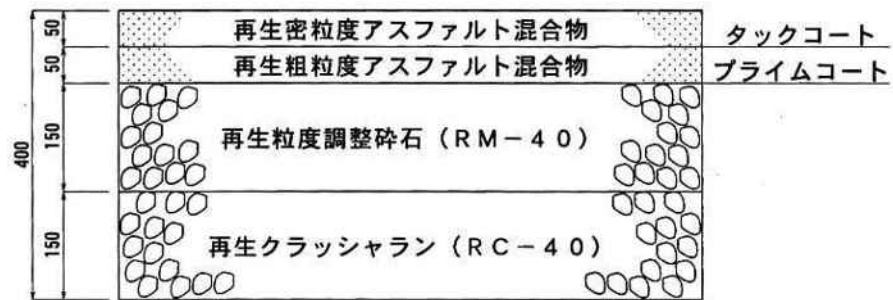 再生密粒度アスファルト混合物
タックコート
再生粗粒度アスファルト混合物
プライムコート
再生粒度調整砕石（RM－40）
再生クラッシャラン（RC－40）
50
50
150
150
400